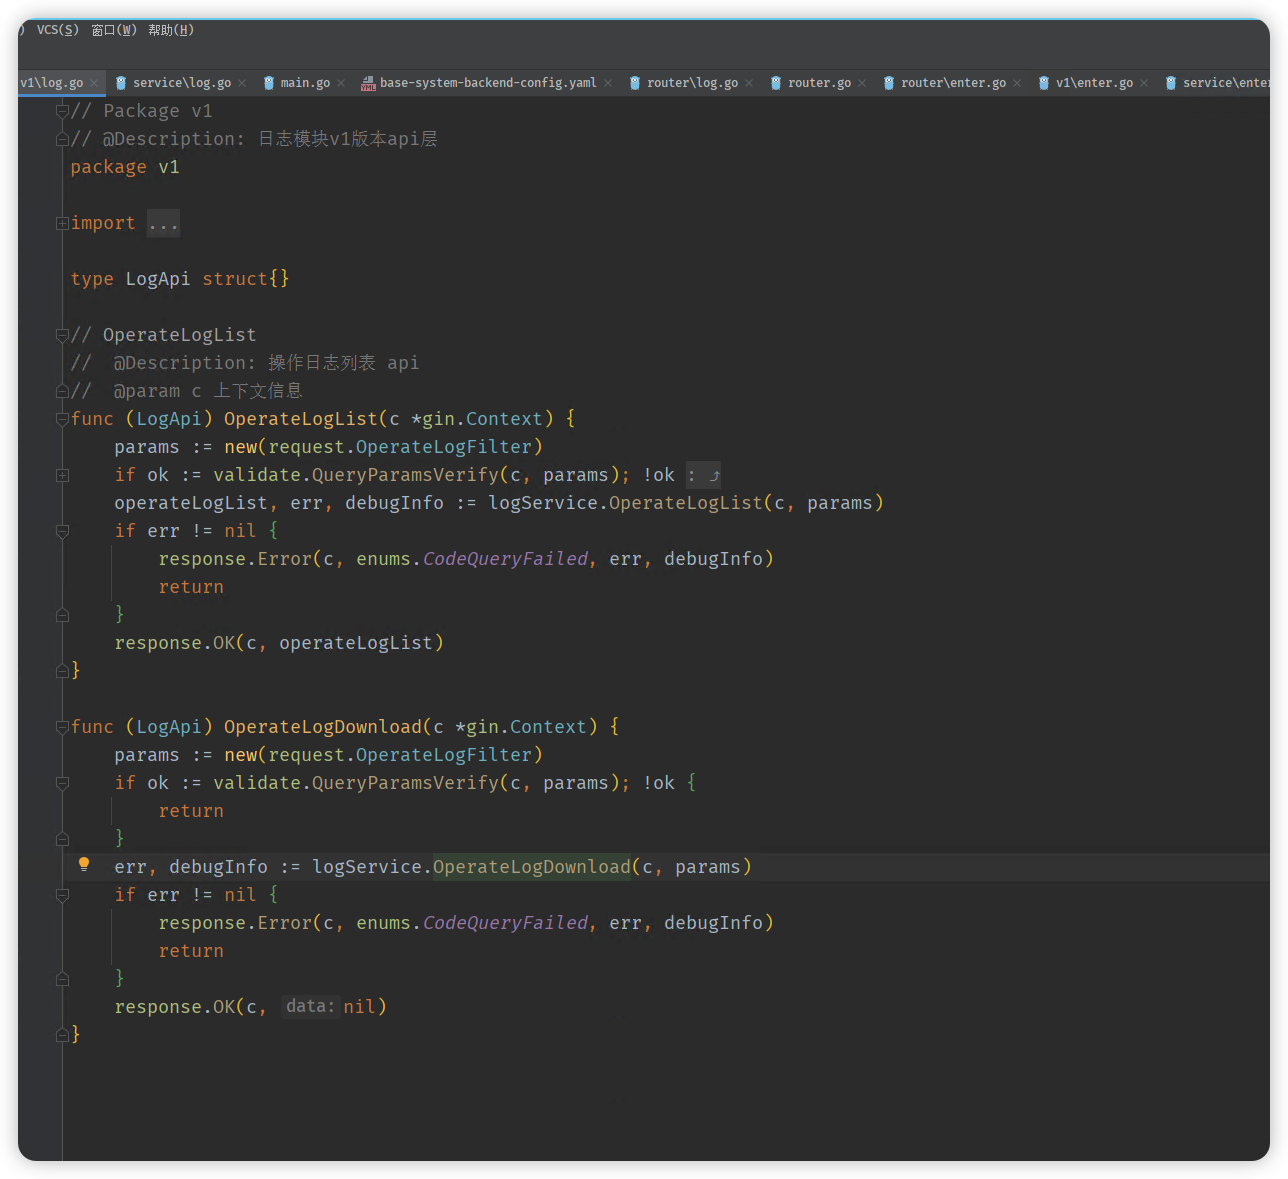 ) VCS(S) 窗口(W) 帮助(H)
v1\log.go × service\log.go × main.go × base-system-backend-config.yaml × router\log.go × router.go × router\enter.go × v1\enter.go × service\ente
// Package v1
// @Description: 日志模块v1版本api层
package v1
import ...
type LogApi struct{}
// OperateLogList
//  @Description: 操作日志列表 api
//  @param c 上下文信息
func (LogApi) OperateLogList(c *gin.Context) {
    params := new(request.OperateLogFilter)
    if ok := validate.QueryParamsVerify(c, params); !ok : ⤴
    operateLogList, err, debugInfo := logService.OperateLogList(c, params)
    if err != nil {
        response.Error(c, enums.CodeQueryFailed, err, debugInfo)
        return
    }
    response.OK(c, operateLogList)
}
func (LogApi) OperateLogDownload(c *gin.Context) {
    params := new(request.OperateLogFilter)
    if ok := validate.QueryParamsVerify(c, params); !ok {
        return
    }
    err, debugInfo := logService.OperateLogDownload(c, params)
    if err != nil {
        response.Error(c, enums.CodeQueryFailed, err, debugInfo)
        return
    }
    response.OK(c, data: nil)
}